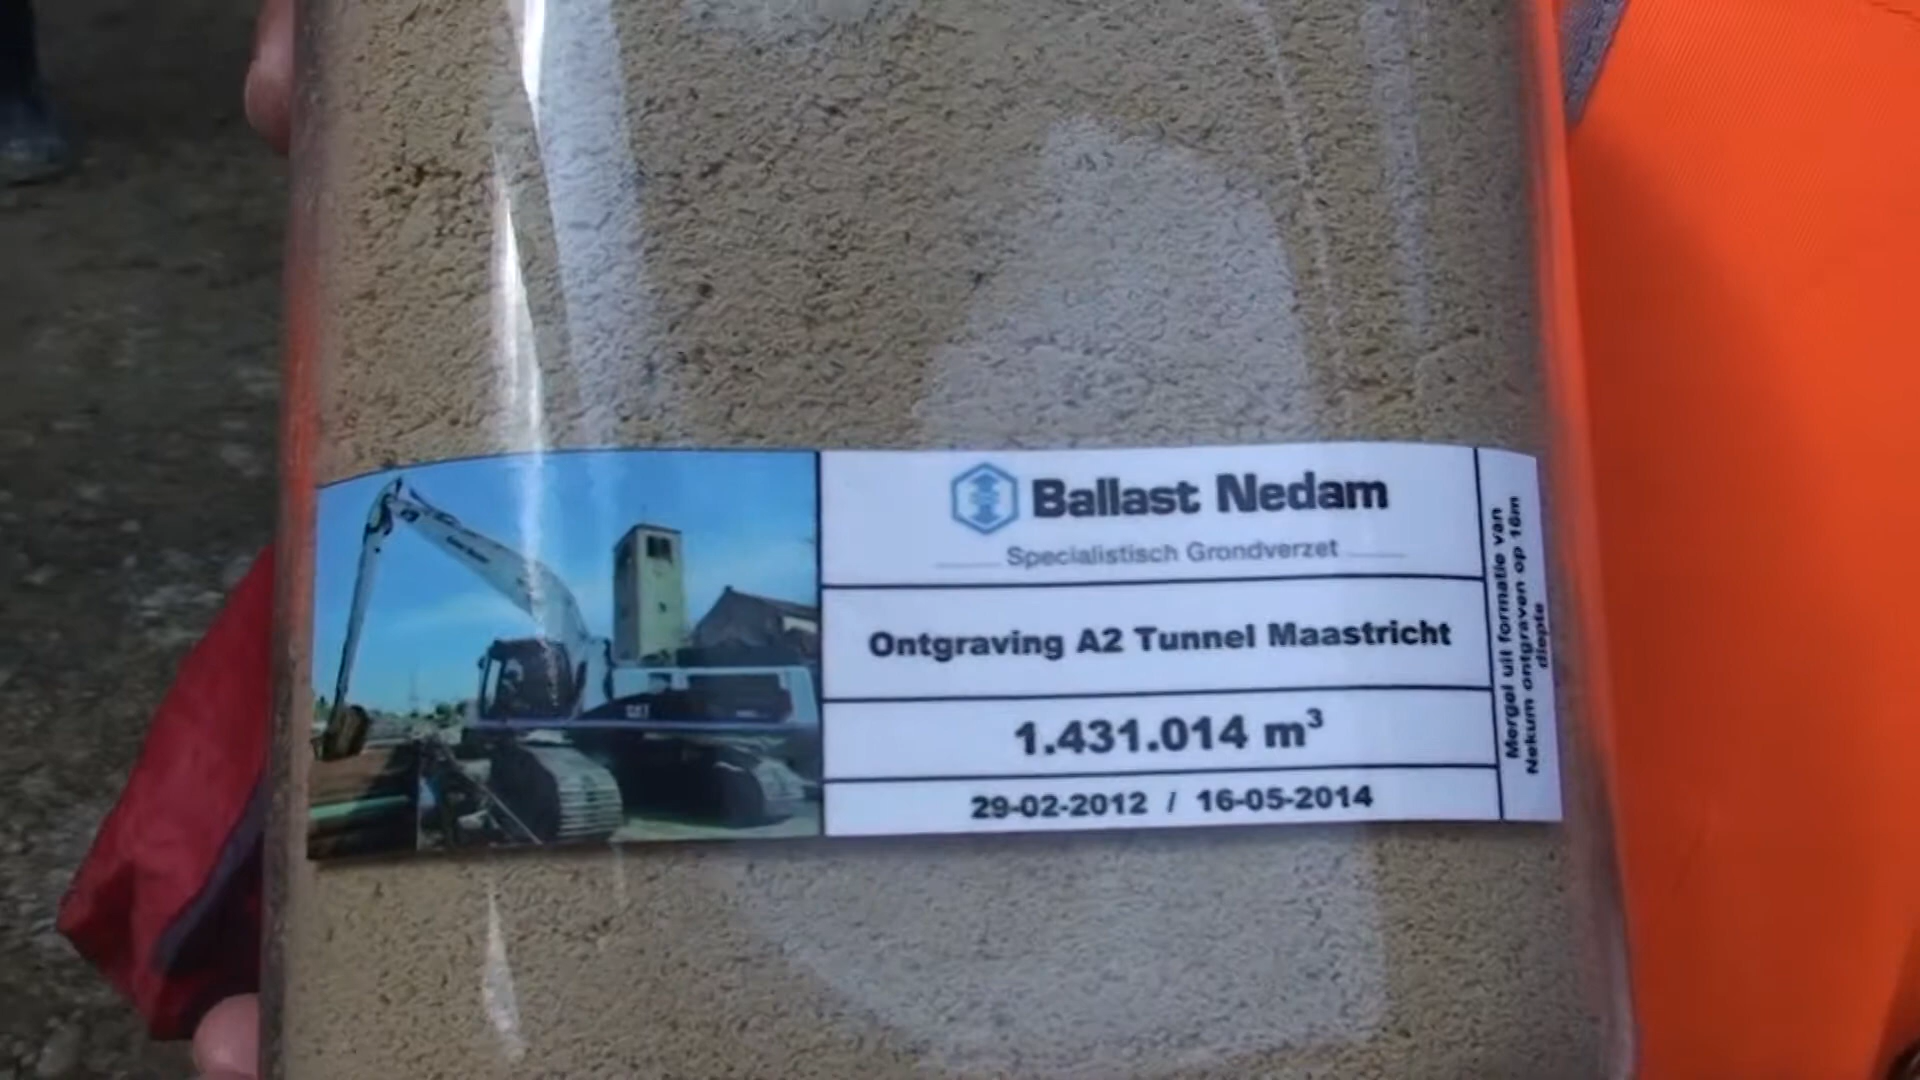 Ballast Nedam
Specialistisch Grondverzet
Ontgraving A2 Tunnel Maastricht
1.431.014 m³
29-02-2012 / 16-05-2014
Mergel uit formatie van
Nekum ontgraven op 16m
diepte
CAT